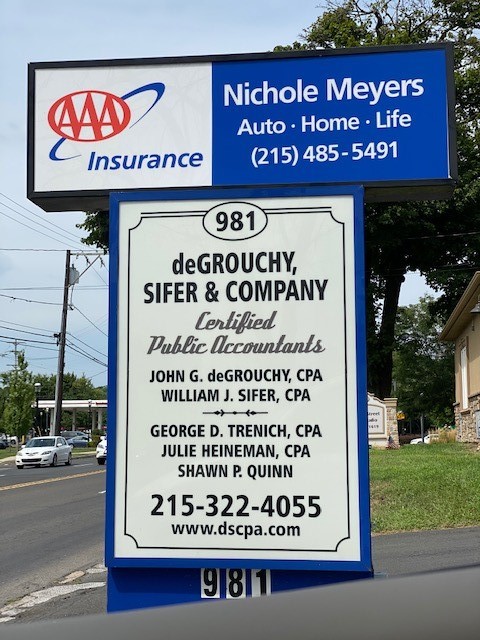 AAA
Insurance
Nichole Meyers
Auto · Home · Life
(215) 485-5491
981
deGROUCHY,
SIFER & COMPANY
Certified
Public Accountants
JOHN G. deGROUCHY, CPA
WILLIAM J. SIFER, CPA
GEORGE D. TRENICH, CPA
JULIE HEINEMAN, CPA
SHAWN P. QUINN
215-322-4055
www.dscpa.com
981